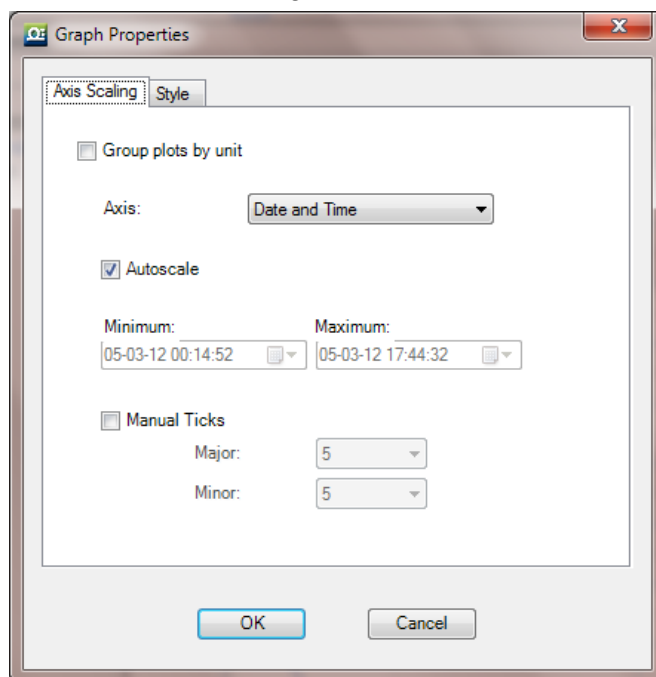 Graph Properties
Axis Scaling Style
Group plots by unit
Axis: Date and Time
Autoscale
Minimum: Maximum:
05-03-12 00:14:52 05-03-12 17:44:32
Manual Ticks
Major: 5
Minor: 5
OK Cancel